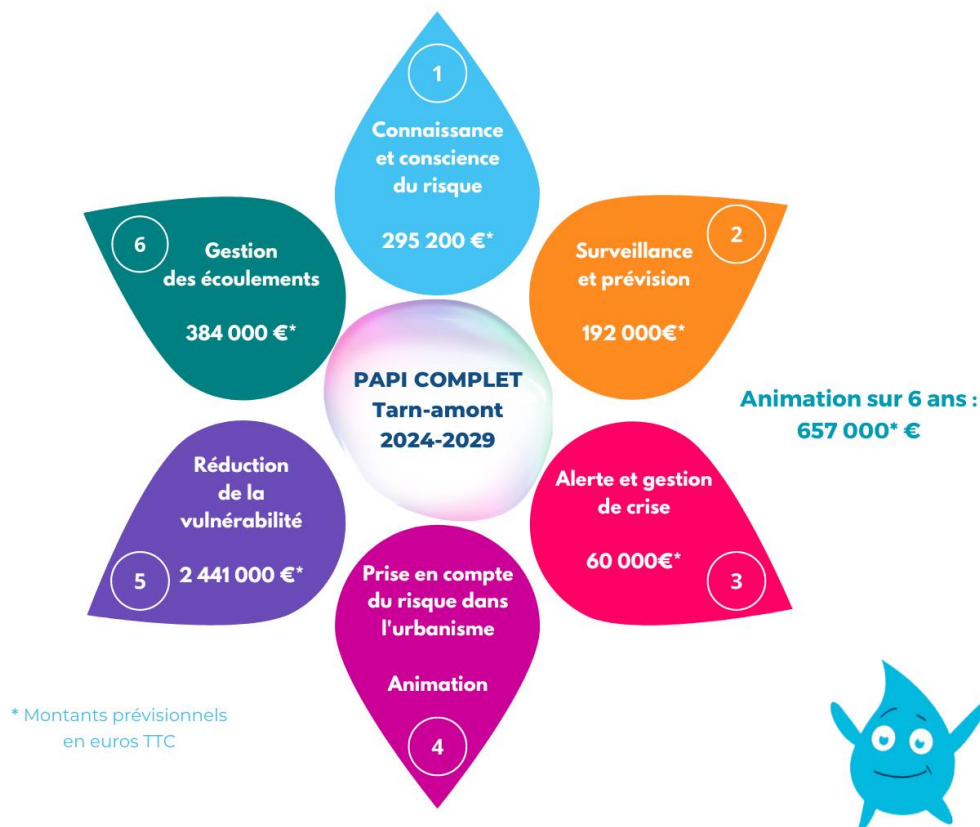 1
Connaissance
et conscience
du risque
295 200 €*
2
Surveillance
et prévision
192 000€*
Alerte et gestion
de crise
60 000€*
3
Prise en compte
du risque dans
l'urbanisme
Animation
4
Réduction
de la
vulnérabilité
2 441 000 €*
5
6
Gestion
des écoulements
384 000 €*
PAPI COMPLET
Tarn-amont
2024-2029
Animation sur 6 ans :
657 000* €
* Montants prévisionnels
en euros TTC